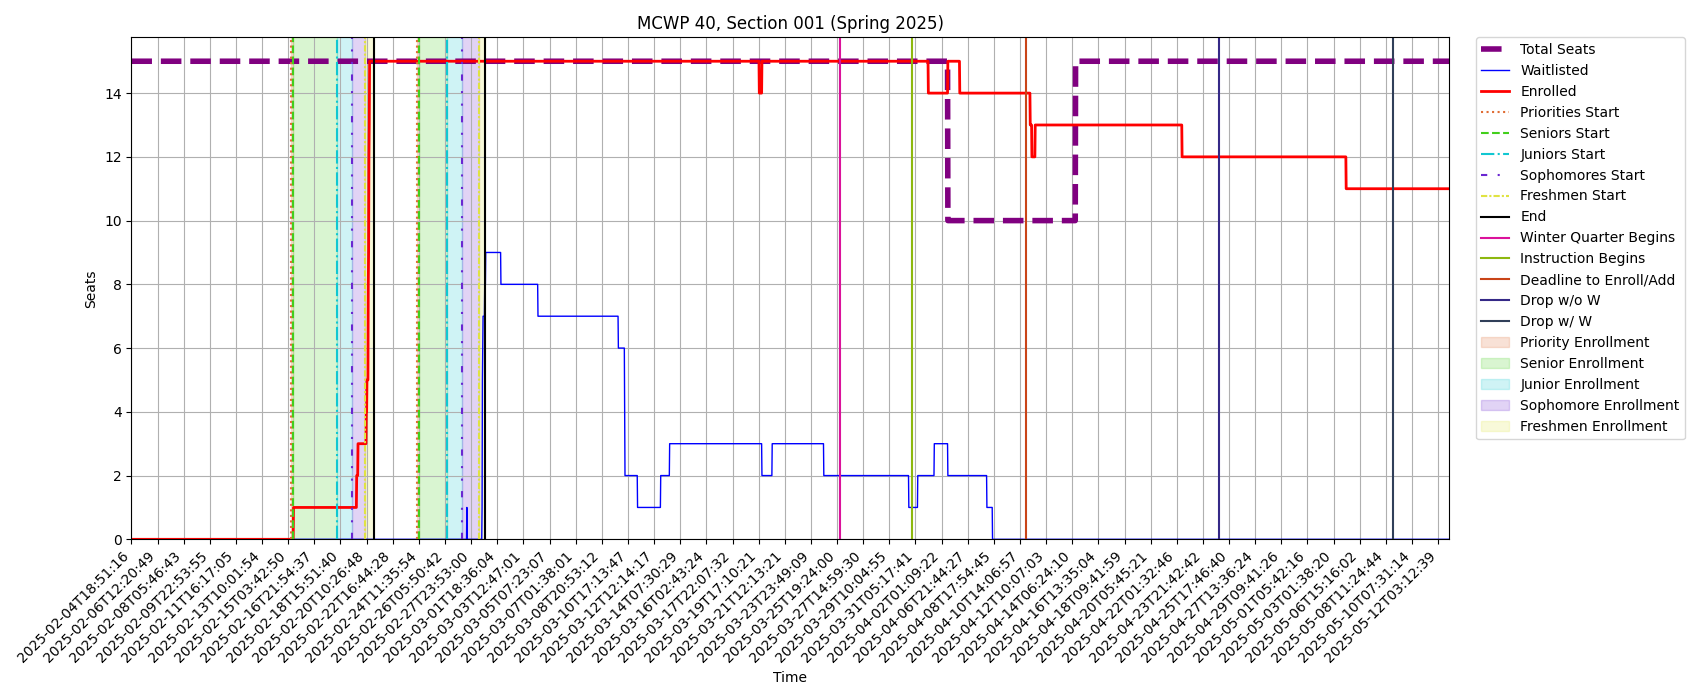 MCWP 40, Section 001 (Spring 2025)
Total Seats
Waitlisted
Enrolled
Priorities Start
Seniors Start
Juniors Start
Sophomores Start
Freshmen Start
End
Winter Quarter Begins
Instruction Begins
Deadline to Enroll/Add
Drop w/o W
Drop w/ W
Priority Enrollment
Senior Enrollment
Junior Enrollment
Sophomore Enrollment
Freshmen Enrollment
Seats
14
12
10
8
6
4
2
0
2025-02-04T18:51:16
2025-02-06T12:20:49
2025-02-08T05:46:43
2025-02-09T22:53:55
2025-02-11T16:17:05
2025-02-13T10:01:54
2025-02-15T03:42:50
2025-02-16T21:54:37
2025-02-18T15:51:40
2025-02-20T10:26:48
2025-02-22T16:44:28
2025-02-24T11:35:54
2025-02-26T05:50:42
2025-02-27T23:53:00
2025-03-01T18:36:04
2025-03-03T12:47:01
2025-03-05T07:23:07
2025-03-07T01:38:01
2025-03-08T20:53:12
2025-03-10T17:13:47
2025-03-12T12:14:17
2025-03-14T07:30:29
2025-03-16T02:43:24
2025-03-17T22:07:32
2025-03-19T17:10:21
2025-03-21T12:13:21
2025-03-23T23:49:09
2025-03-25T19:24:00
2025-03-27T14:59:30
2025-03-29T10:04:55
2025-03-31T05:17:41
2025-04-02T01:09:22
2025-04-06T21:44:27
2025-04-08T17:54:45
2025-04-10T14:06:57
2025-04-12T10:07:03
2025-04-14T06:24:10
2025-04-16T13:35:04
2025-04-18T09:41:59
2025-04-20T05:45:21
2025-04-22T01:32:46
2025-04-23T21:42:42
2025-04-25T17:46:40
2025-04-27T13:36:24
2025-04-29T09:41:26
2025-05-01T05:42:16
2025-05-03T01:38:20
2025-05-06T15:16:02
2025-05-08T11:24:44
2025-05-10T07:31:14
2025-05-12T03:12:39
Time